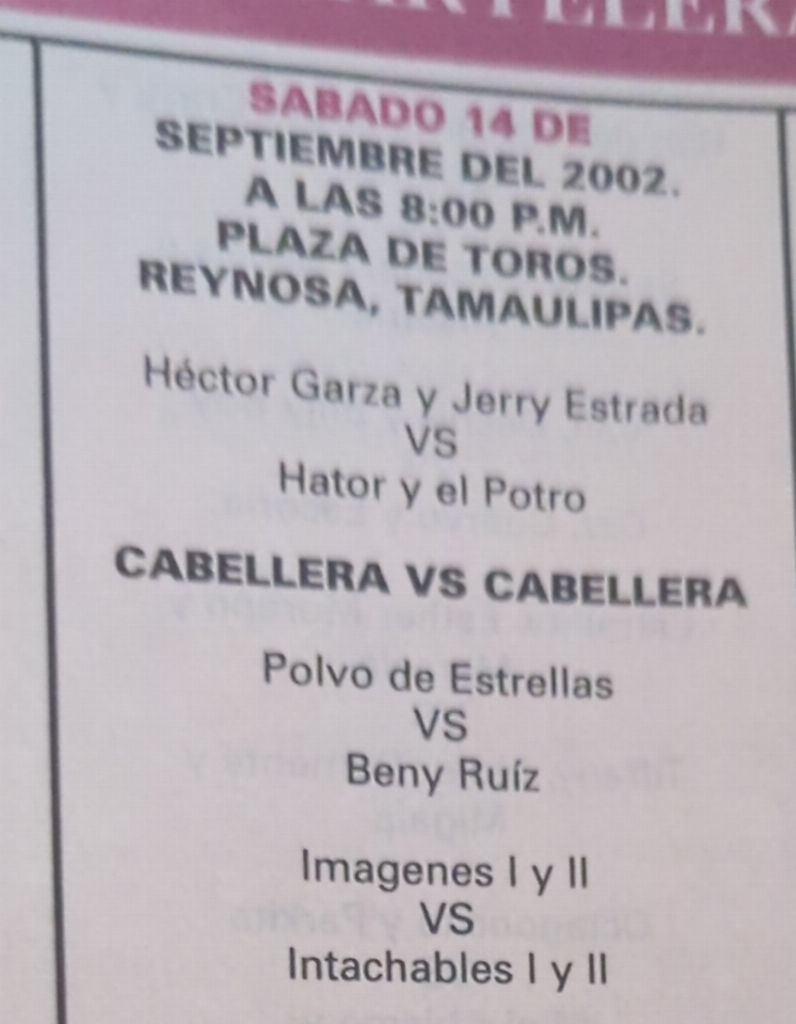 SABADO 14 DE
SEPTIEMBRE DEL 2002.
A LAS 8:00 P.M.
PLAZA DE TOROS.
REYNOSA, TAMAULIPAS.
Héctor Garza y Jerry Estrada
VS
Hator y el Potro
CABELLERA VS CABELLERA
Polvo de Estrellas
VS
Beny Ruíz
Imagenes I y II
VS
Intachables I y II